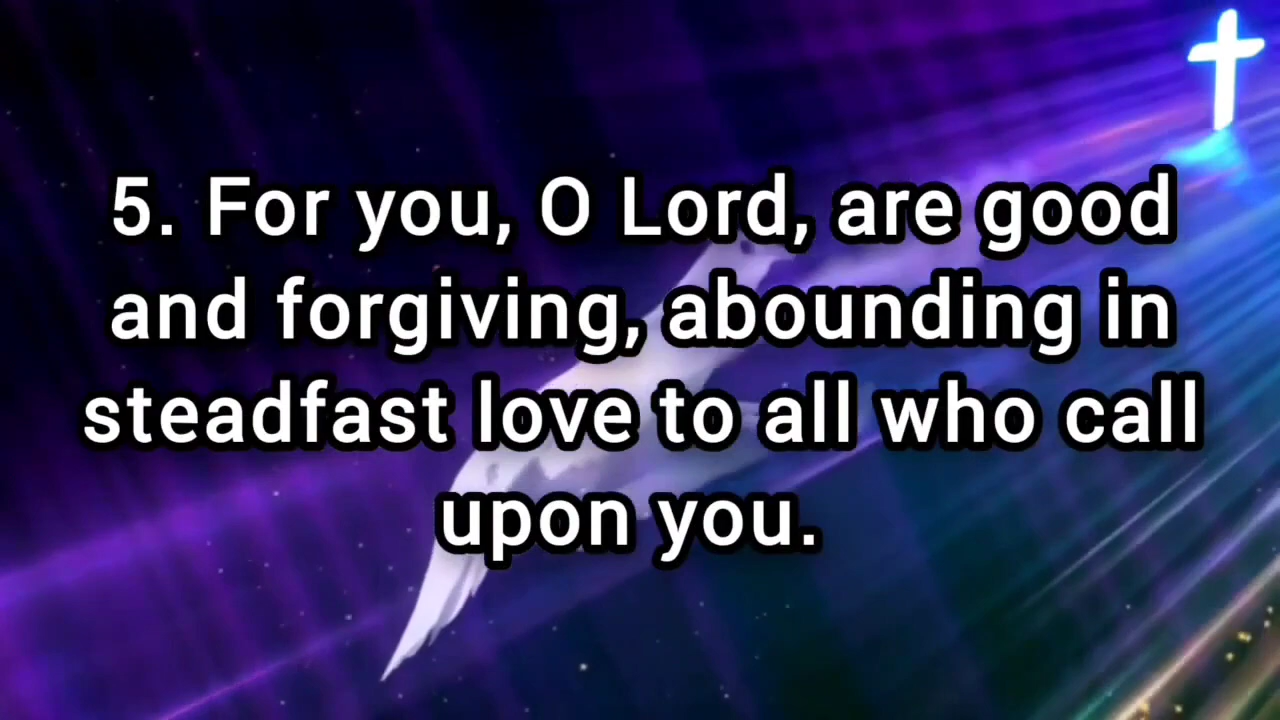 5. For you, O Lord, are good
and forgiving, abounding in
steadfast love to all who call
upon you.